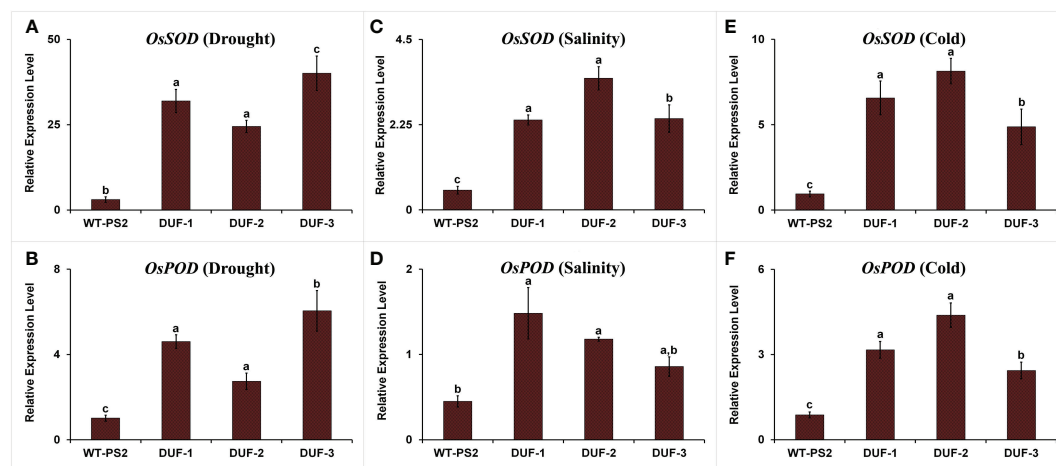 A
OsSOD (Drought)
Relative Expression Level
50
25
0
b
a
a
c
WT-PS2 DUF-1 DUF-2 DUF-3
C
OsSOD (Salinity)
Relative Expression Level
4.5
2.25
0
c
a
a
b
WT-PS2 DUF-1 DUF-2 DUF-3
E
OsSOD (Cold)
Relative Expression Level
10
5
0
c
a
a
b
WT-PS2 DUF-1 DUF-2 DUF-3
B
OsPOD (Drought)
Relative Expression Level
8
4
0
c
a
a
b
WT-PS2 DUF-1 DUF-2 DUF-3
D
OsPOD (Salinity)
Relative Expression Level
2
1
0
b
a
a
a,b
WT-PS2 DUF-1 DUF-2 DUF-3
F
OsPOD (Cold)
Relative Expression Level
6
3
0
c
a
a
b
WT-PS2 DUF-1 DUF-2 DUF-3